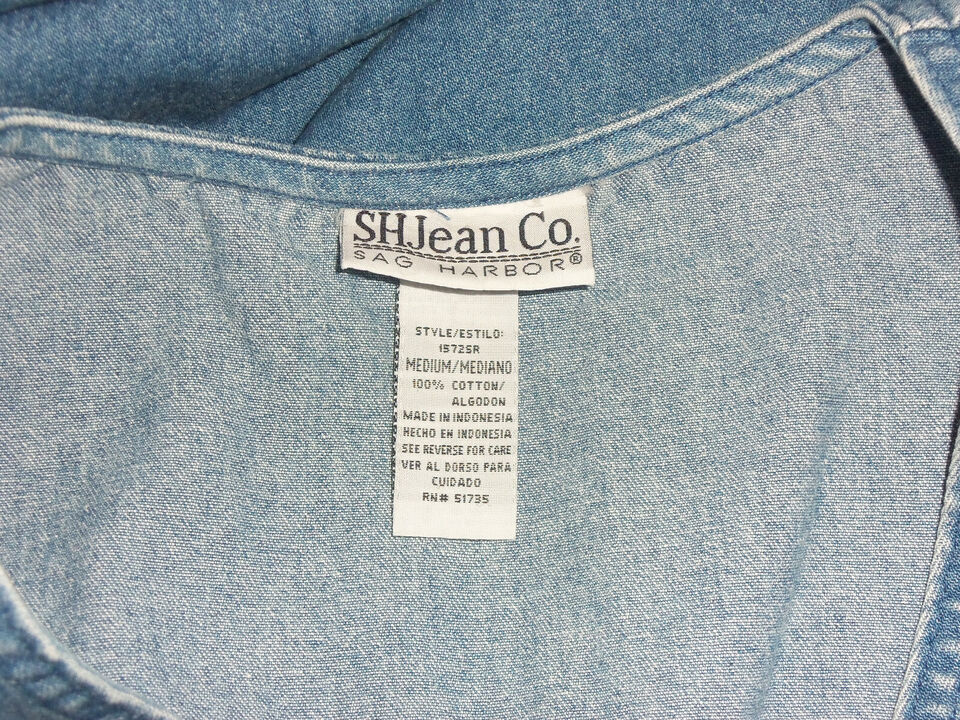 SHJean Co.
SAG HARBOR®
STYLE/ESTILO:
1572SR
MEDIUM/MEDIANO
100% COTTON/
ALGODON
MADE IN INDONESIA
HECHO EN INDONESIA
SEE REVERSE FOR CARE
VER AL DORSO PARA
CUIDADO
RN# 51735